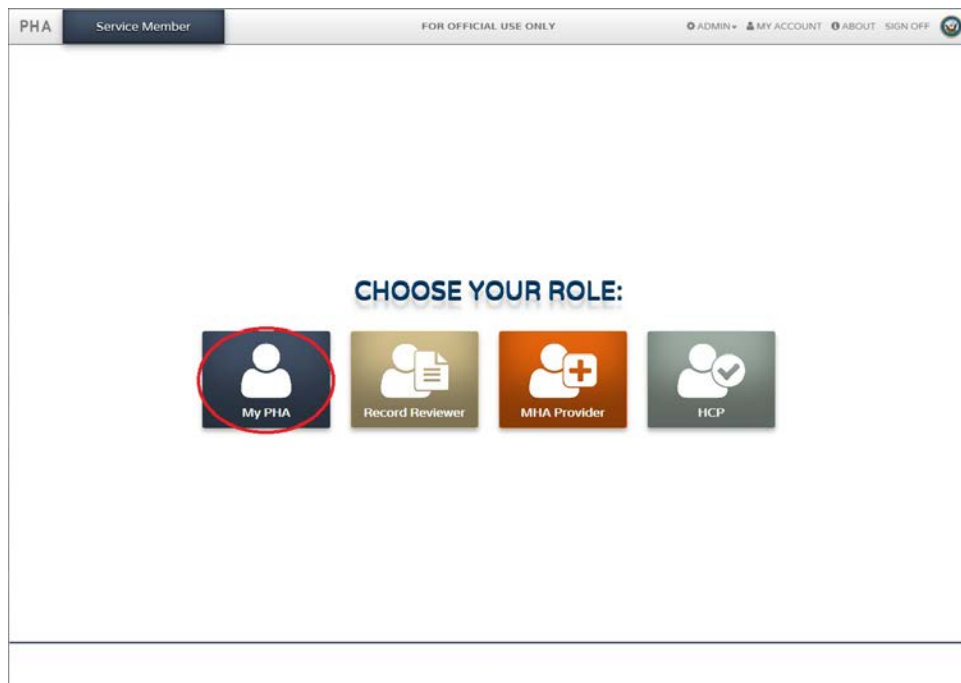 PHA Service Member FOR OFFICIAL USE ONLY ADMIN MY ACCOUNT ABOUT SIGN OFF
CHOOSE YOUR ROLE:
My PHA Record Reviewer MHA Provider HCP